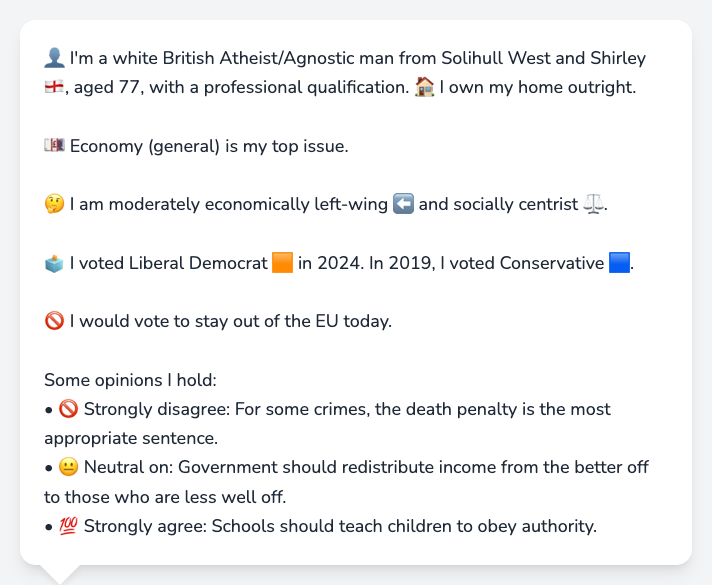 👤 I'm a white British Atheist/Agnostic man from Solihull West and Shirley
🏴󠁧󠁢󠁥󠁮󠁧󠁿, aged 77, with a professional qualification. 🏠 I own my home outright.
💷 Economy (general) is my top issue.
🤔 I am moderately economically left-wing ⬅️ and socially centrist ⚖️.
🗳️ I voted Liberal Democrat 🟧 in 2024. In 2019, I voted Conservative 🟦.
🚫 I would vote to stay out of the EU today.
Some opinions I hold:
• 🚫 Strongly disagree: For some crimes, the death penalty is the most
appropriate sentence.
• 😐 Neutral on: Government should redistribute income from the better off
to those who are less well off.
• 💯 Strongly agree: Schools should teach children to obey authority.